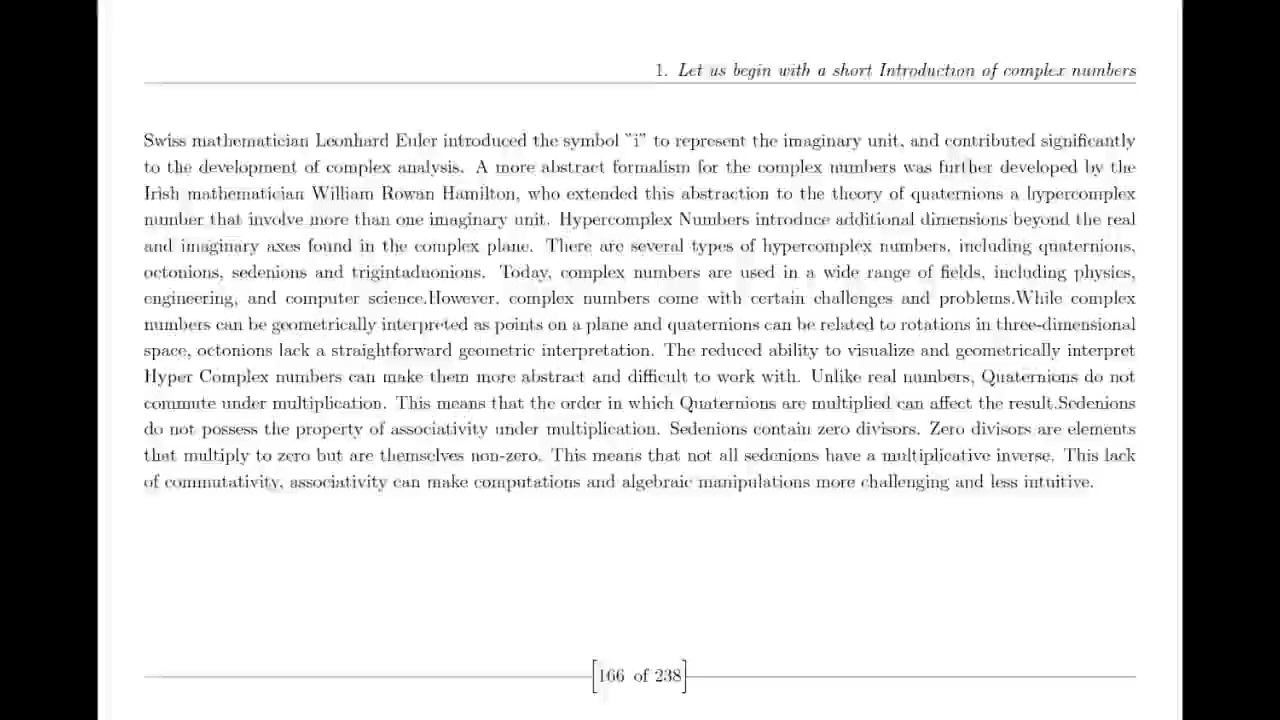 1. Let us begin with a short Introduction of complex numbers
Swiss mathematician Leonhard Euler introduced the symbol "i" to represent the imaginary unit, and contributed significantly
to the development of complex analysis. A more abstract formalism for the complex numbers was further developed by the
Irish mathematician William Rowan Hamilton, who extended this abstraction to the theory of quaternions a hypercomplex
number that involve more than one imaginary unit. Hypercomplex Numbers introduce additional dimensions beyond the real
and imaginary axes found in the complex plane. There are several types of hypercomplex numbers, including quaternions,
octonions, sedenions and trigintaduonions. Today, complex numbers are used in a wide range of fields, including physics,
engineering, and computer science.However, complex numbers come with certain challenges and problems.While complex
numbers can be geometrically interpreted as points on a plane and quaternions can be related to rotations in three-dimensional
space, octonions lack a straightforward geometric interpretation. The reduced ability to visualize and geometrically interpret
Hyper Complex numbers can make them more abstract and difficult to work with. Unlike real numbers, Quaternions do not
commute under multiplication. This means that the order in which Quaternions are multiplied can affect the result.Sedenions
do not possess the property of associativity under multiplication. Sedenions contain zero divisors. Zero divisors are elements
that multiply to zero but are themselves non-zero. This means that not all sedenions have a multiplicative inverse. This lack
of commutativity, associativity can make computations and algebraic manipulations more challenging and less intuitive.
[166 of 238]